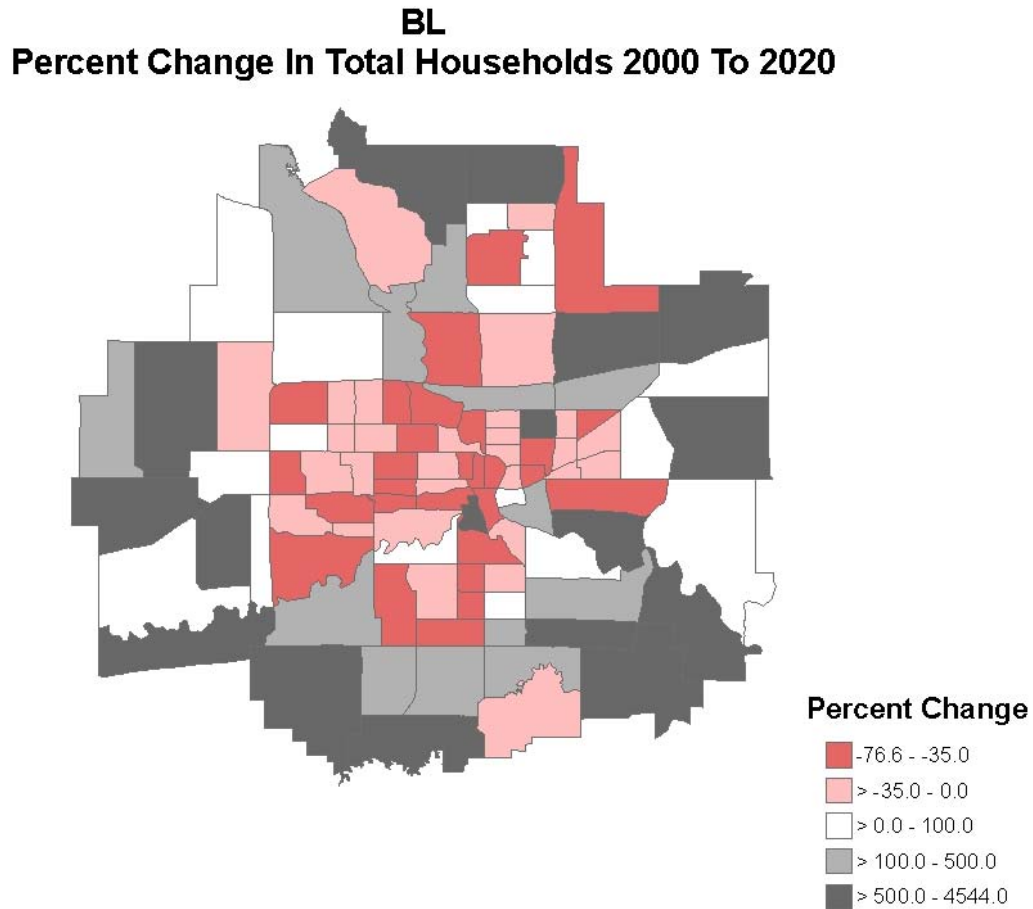 BL
Percent Change In Total Households 2000 To 2020
Percent Change
-76.6 - -35.0
> -35.0 - 0.0
> 0.0 - 100.0
> 100.0 - 500.0
> 500.0 - 4544.0